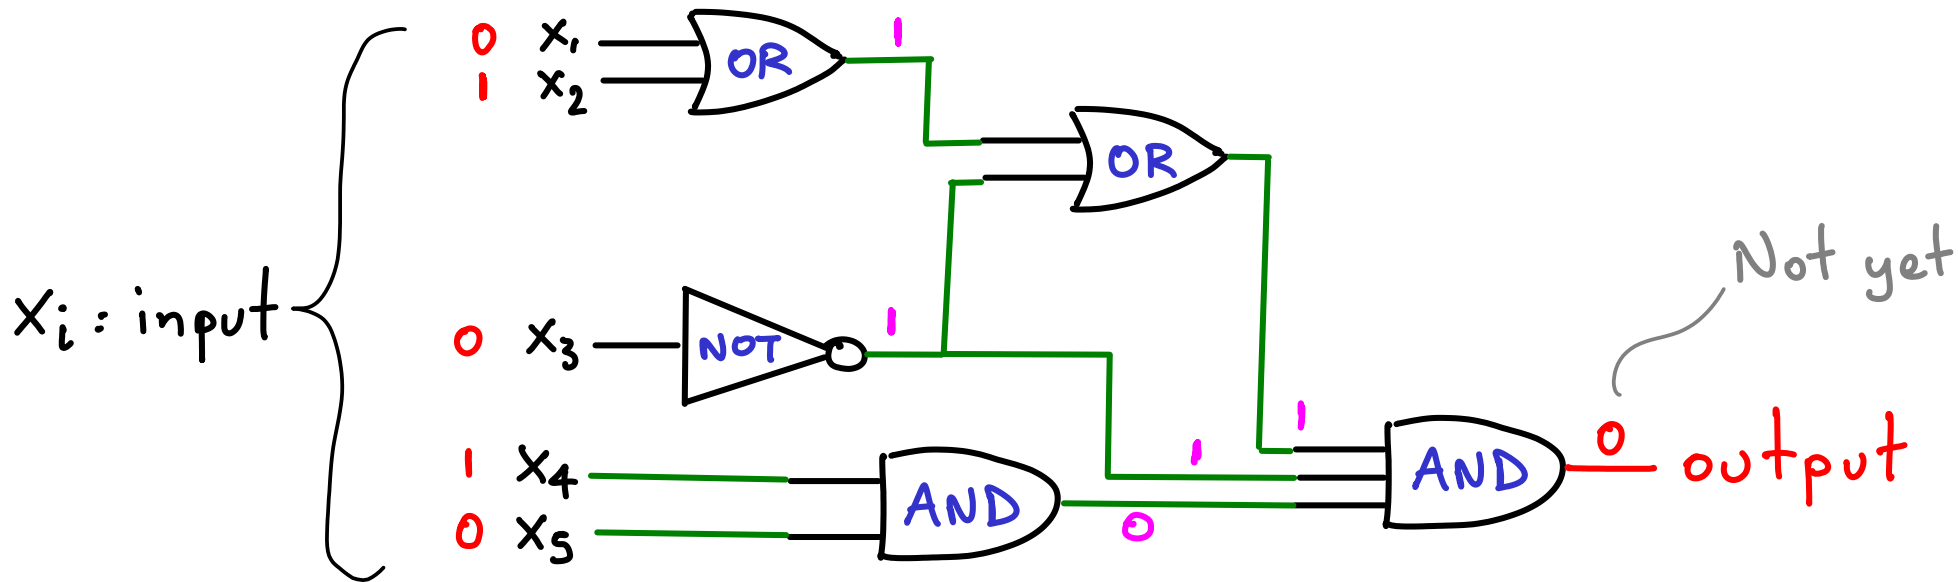 0 x₁
1 x₂
OR
1
OR
xᵢ : input
0 x₃
NOT
1
Not yet
1 x₄
0 x₅
AND
0
1
1
AND
0
output